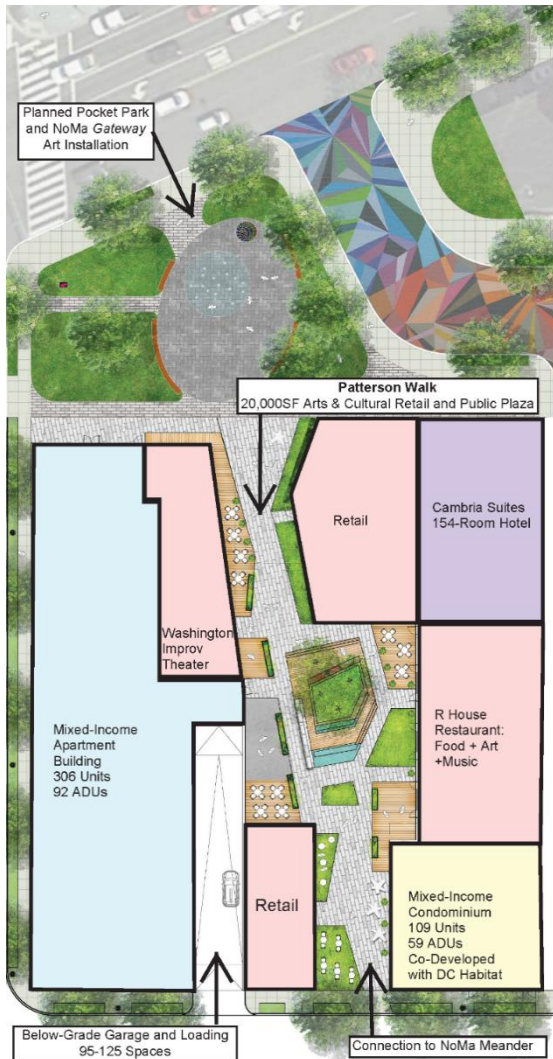 Planned Pocket Park
and NoMa Gateway
Art Installation
Patterson Walk
20,000SF Arts & Cultural Retail and Public Plaza
Retail
Cambria Suites
154-Room Hotel
Washington
Improv
Theater
Mixed-Income
Apartment
Building
306 Units
92 ADUs
R House
Restaurant:
Food + Art
+Music
Retail
Mixed-Income
Condominium
109 Units
59 ADUs
Co-Developed
with DC Habitat
Below-Grade Garage and Loading
95-125 Spaces
Connection to NoMa Meander